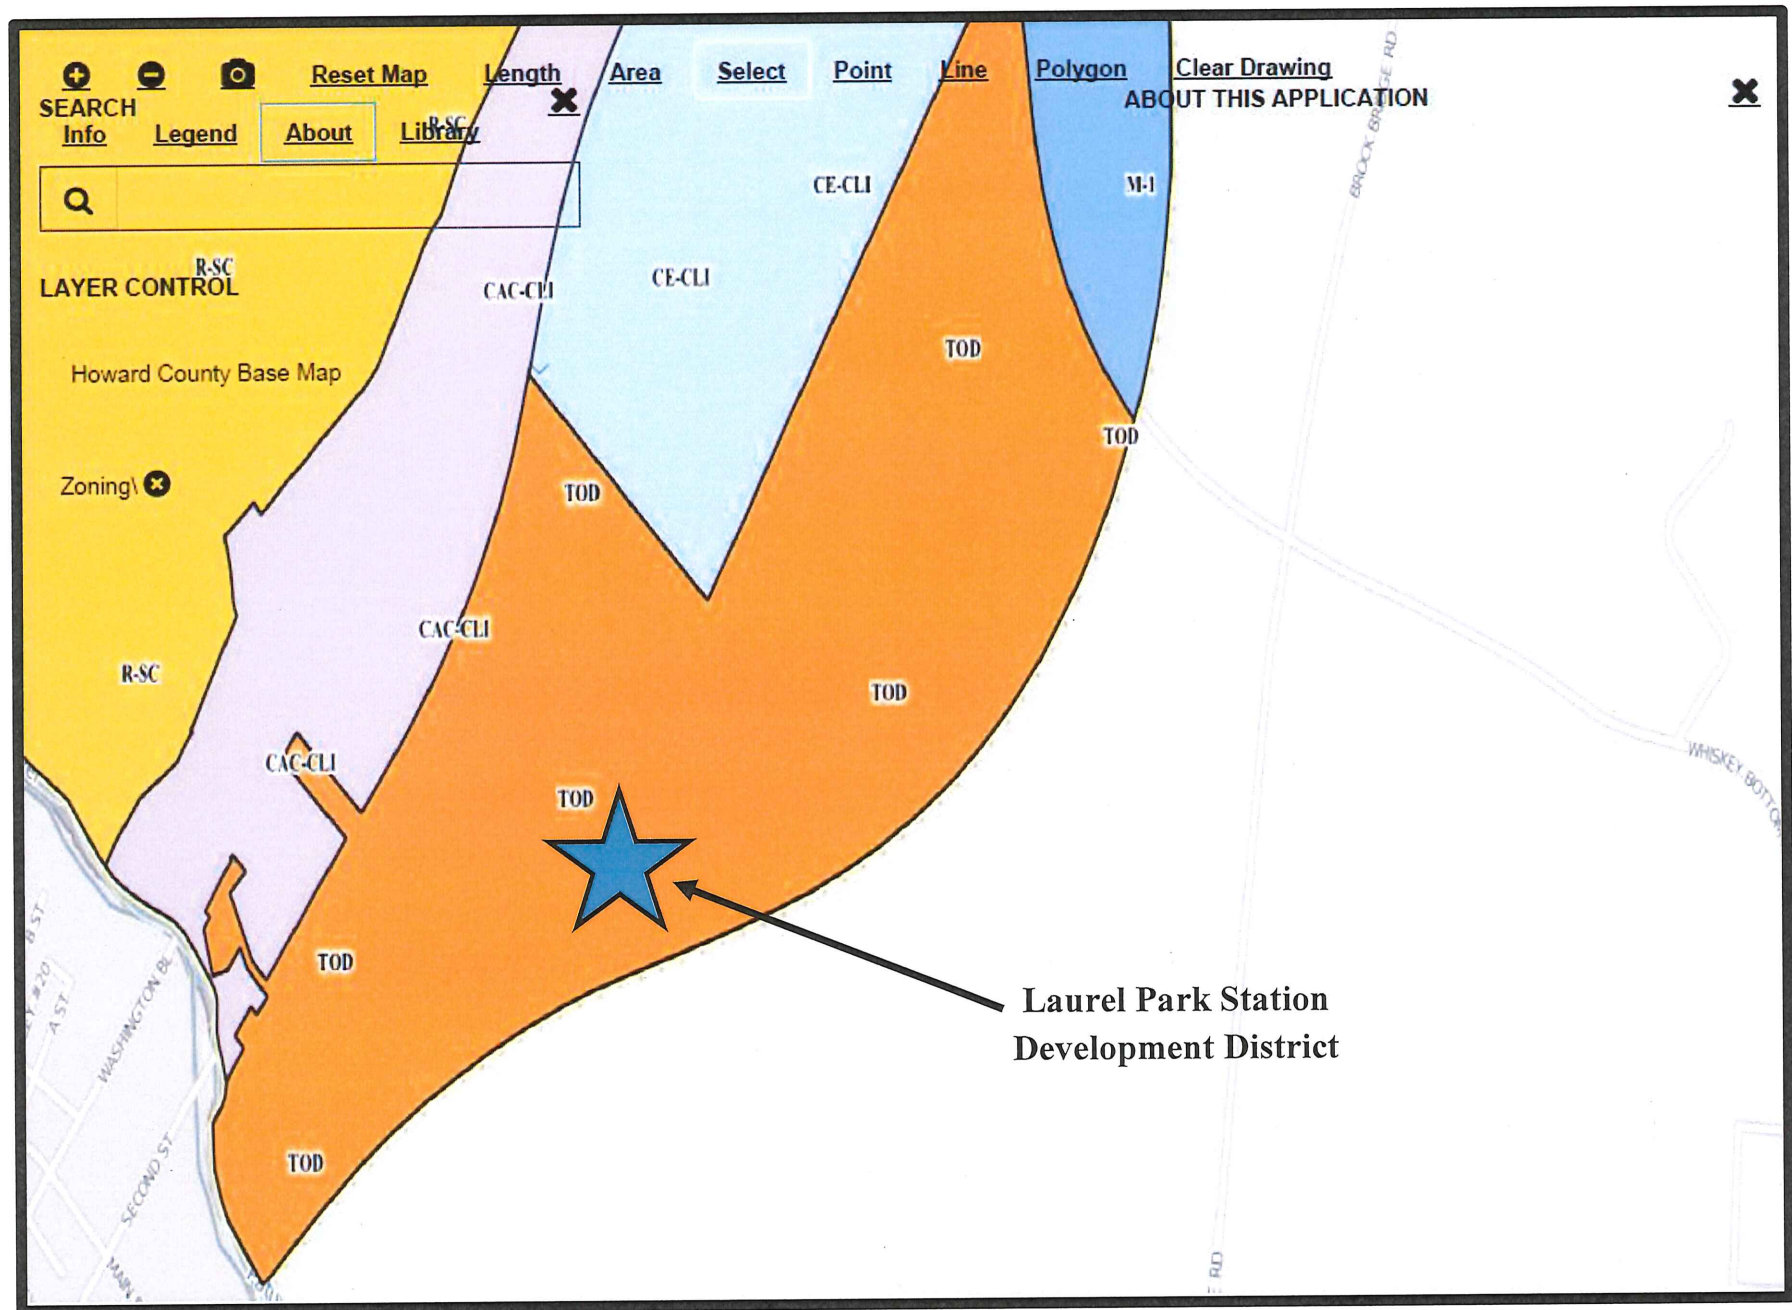 Reset Map Length Area Select Point Line Polygon Clear Drawing
SEARCH
ABOUT THIS APPLICATION
Info Legend About Library
R-SC
M-1
CE-CLI
BROCK BRIDGE RD
R-SC
CE-CLI
LAYER CONTROL
CAC-CLI
TOD
Howard County Base Map
TOD
Zoning\
TOD
CAC-CLI
R-SC
TOD
WHISKEY BOTTOM
CAC-CLI
TOD
B ST
A ST
WASHINGTON BL
TOD
Laurel Park Station
Development District
SECOND ST
TOD
MAIN
RD